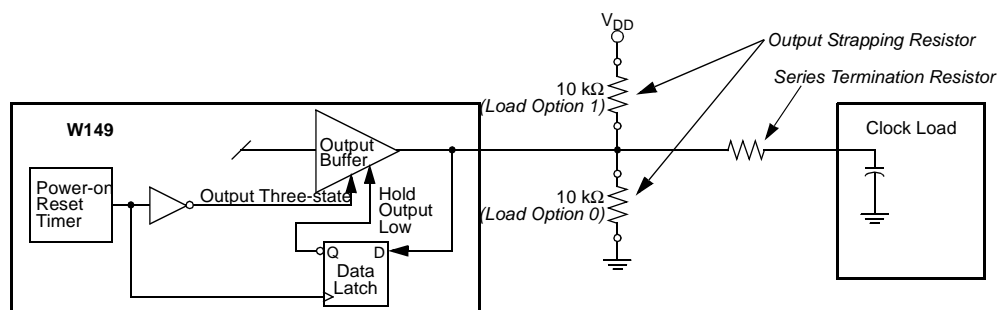 V_DD
Output Strapping Resistor
Series Termination Resistor
10 kΩ
(Load Option 1)
W149
Clock Load
Output
Buffer
Power-on
Reset
Timer
Output Three-state
Hold
Output
Low
10 kΩ
(Load Option 0)
Q D
Data
Latch